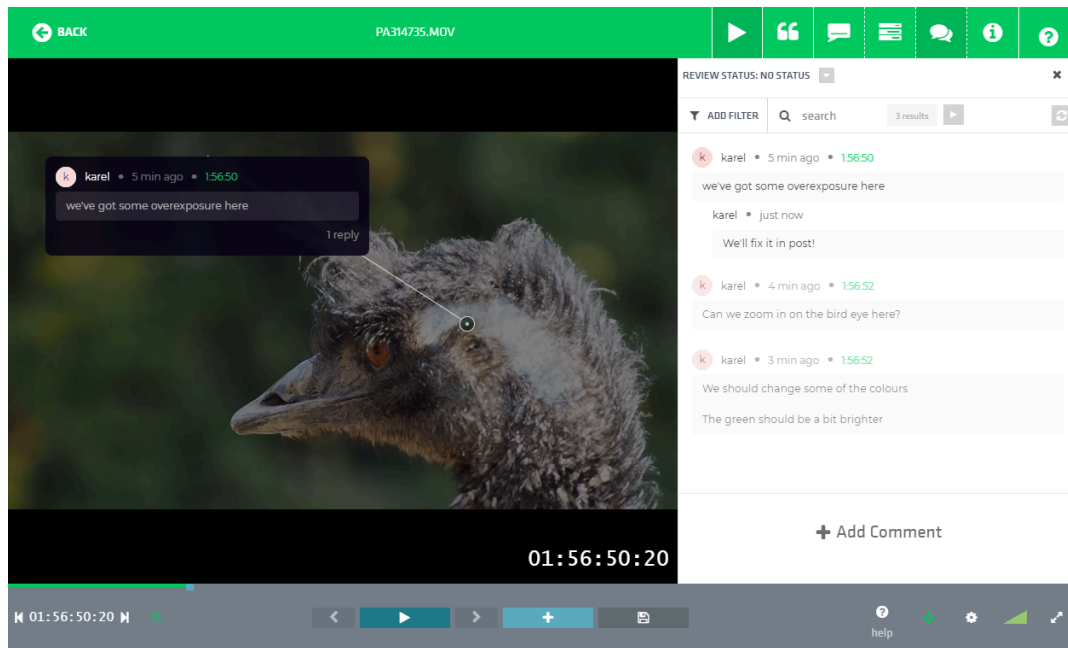 BACK
PA314735.MOV
REVIEW STATUS: NO STATUS
ADD FILTER
search
3 results
k karel • 5 min ago • 1:56:50
we've got some overexposure here
1 reply
k karel • 5 min ago • 1:56:50
we've got some overexposure here
karel • just now
We'll fix it in post!
k karel • 4 min ago • 1:56:52
Can we zoom in on the bird eye here?
k karel • 3 min ago • 1:56:52
We should change some of the colours
The green should be a bit brighter
Add Comment
01:56:50:20
01:56:50:20
help